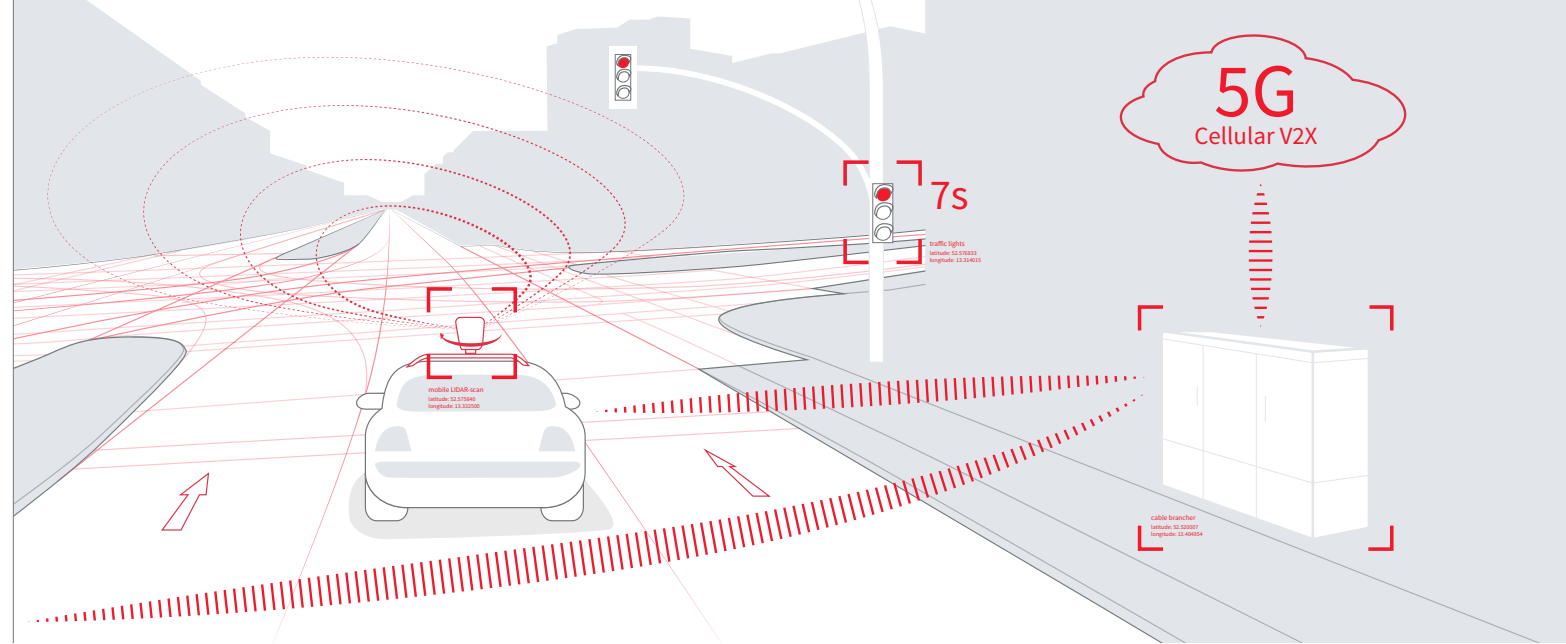 5G
Cellular V2X
7s
traffic lights
latitude: 52.576833
longitude: 13.314015
mobile LIDAR-scan
latitude: 52.575640
longitude: 13.332500
cable brancher
latitude: 52.520007
longitude: 13.404954